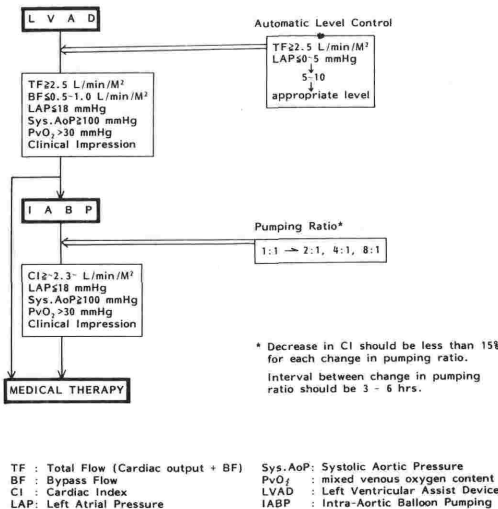 L V A D
Automatic Level Control
TF≧2.5 L/min/M²
LAP≦0~5 mmHg
5~10
appropriate level
TF≧2.5 L/min/M²
BF≦0.5~1.0 L/min/M²
LAP≦18 mmHg
Sys.AoP≧100 mmHg
PvO₂>30 mmHg
Clinical Impression
I A B P
Pumping Ratio*
1:1 → 2:1, 4:1, 8:1
CI≧~2.3~ L/min/M²
LAP≦18 mmHg
Sys.AoP≧100 mmHg
PvO₂>30 mmHg
Clinical Impression
* Decrease in CI should be less than 15%
for each change in pumping ratio.
Interval between change in pumping
ratio should be 3 - 6 hrs.
MEDICAL THERAPY
TF : Total Flow (Cardiac output + BF)
BF : Bypass Flow
CI : Cardiac Index
LAP: Left Atrial Pressure
Sys.AoP: Systolic Aortic Pressure
PvO₂ : mixed venous oxygen content
LVAD : Left Ventricular Assist Device
IABP : Intra-Aortic Balloon Pumping